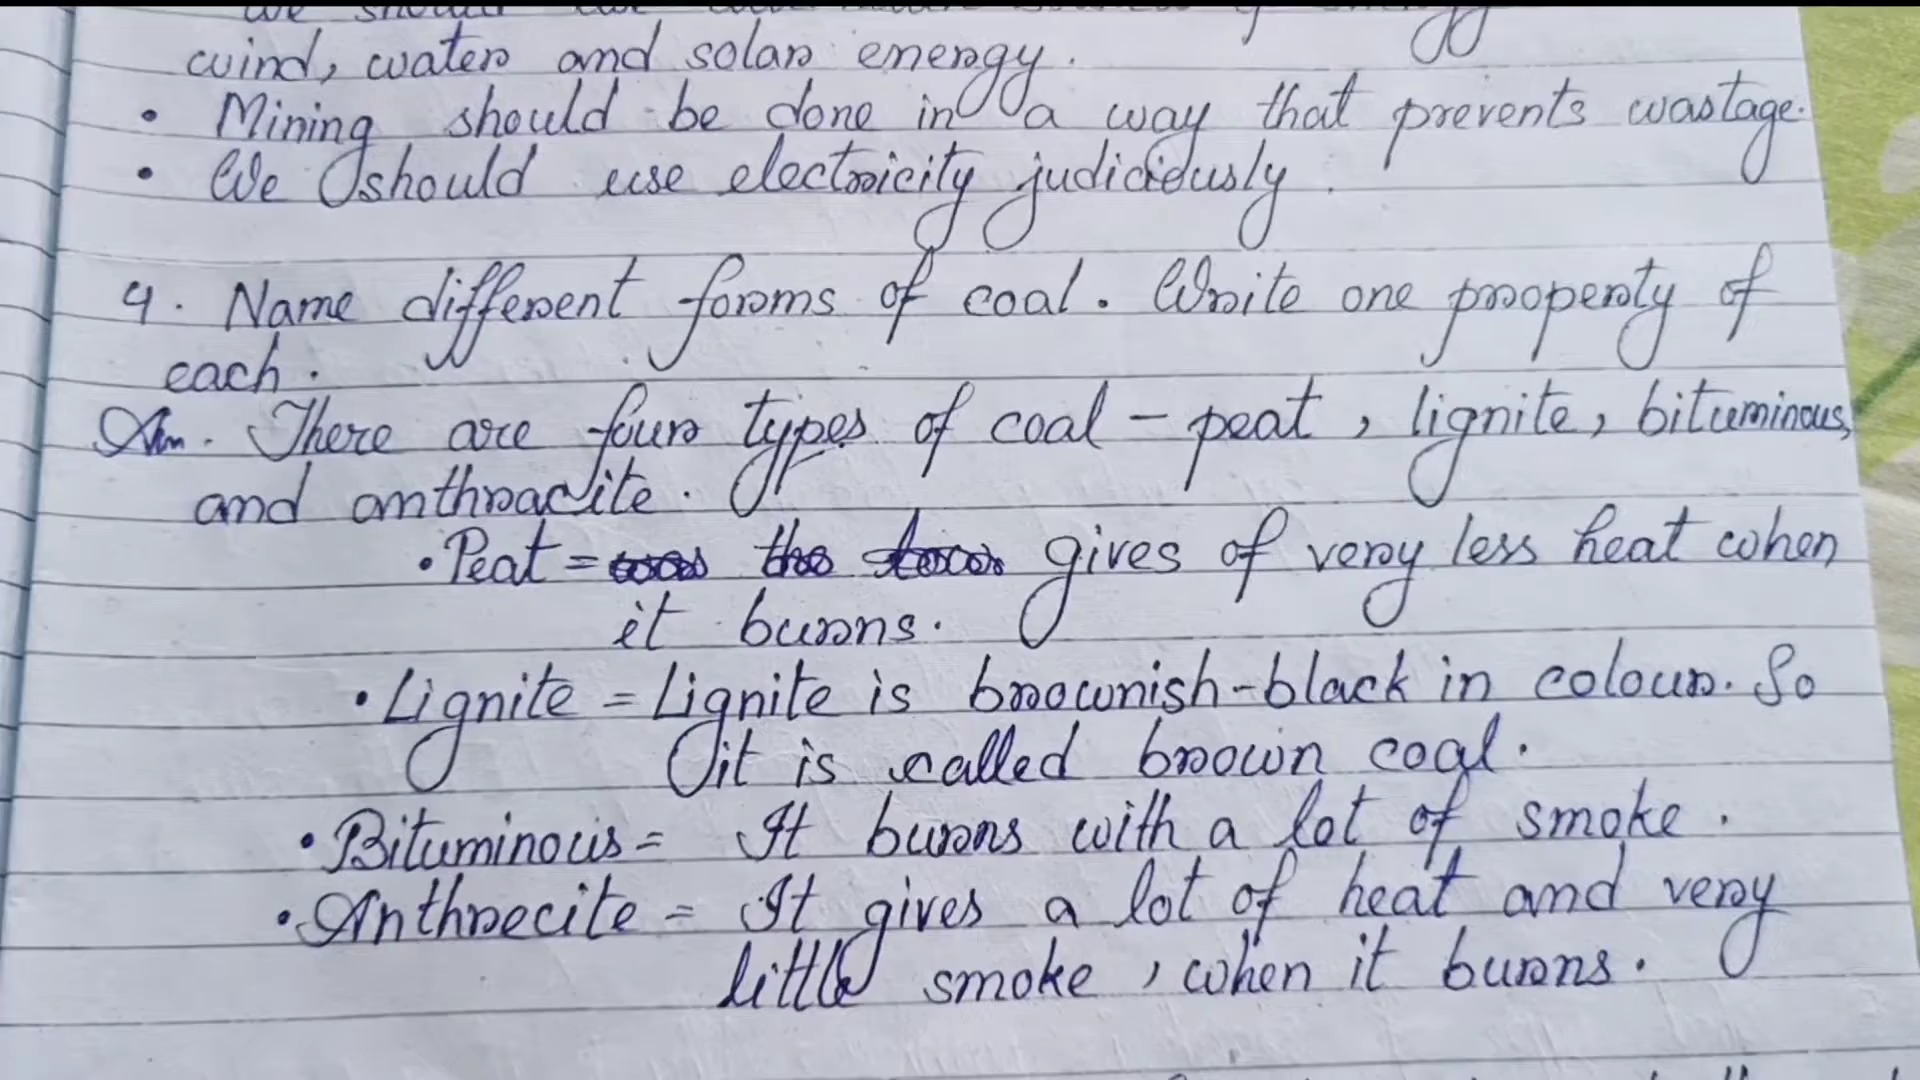 wind, water and solar energy.
• Mining should be done in a way that prevents wastage.
• We should use electricity judiciously.
4. Name different forms of coal. Write one property of
each.
Ans. There are four types of coal - peat, lignite, bituminous,
and anthracite.
• Peat = gives of very less heat when
it burns.
• Lignite = Lignite is brownish-black in colour. So
it is called brown coal.
• Bituminous = It burns with a lot of smoke.
• Anthrecite = It gives a lot of heat and very
little smoke, when it burns.